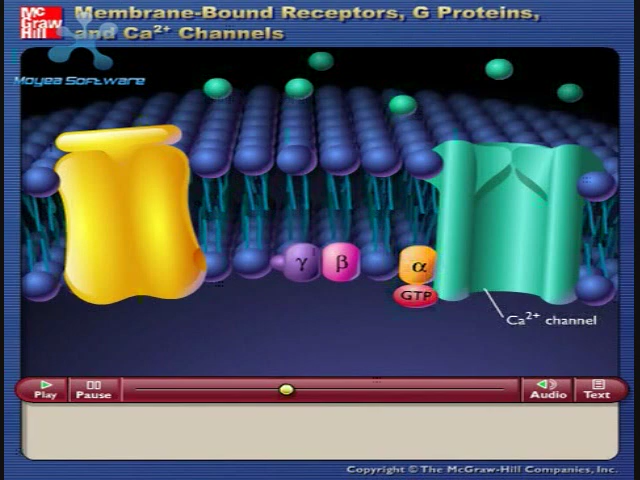 Mc
Graw
Hill
Membrane-Bound Receptors, G Proteins,
and Ca²⁺ Channels
Moyea Software
γ
β
α
GTP
Ca²⁺ channel
Play
Pause
Audio
Text
Copyright © The McGraw-Hill Companies, Inc.